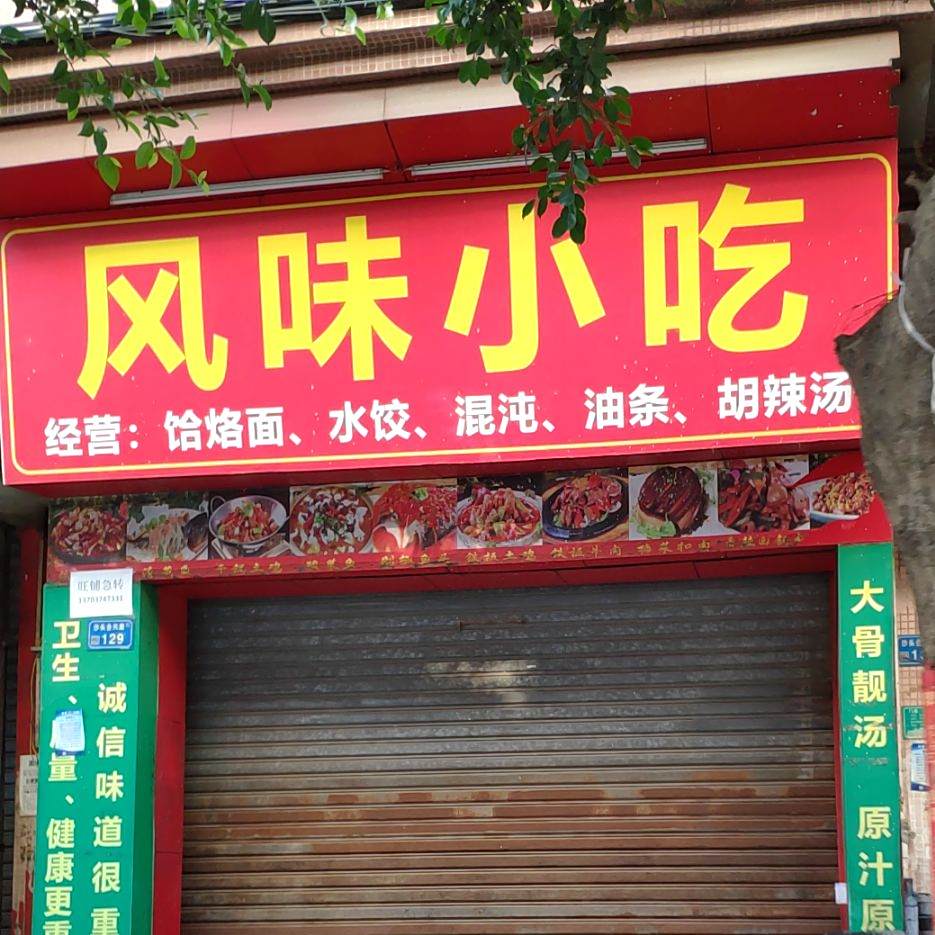 风味小吃
经营：饸烙面、水饺、混沌、油条、胡辣汤
旺铺急转
13703747331
129
卫生、
量、健康更重
诚信味道很重
大骨靓汤 原汁原